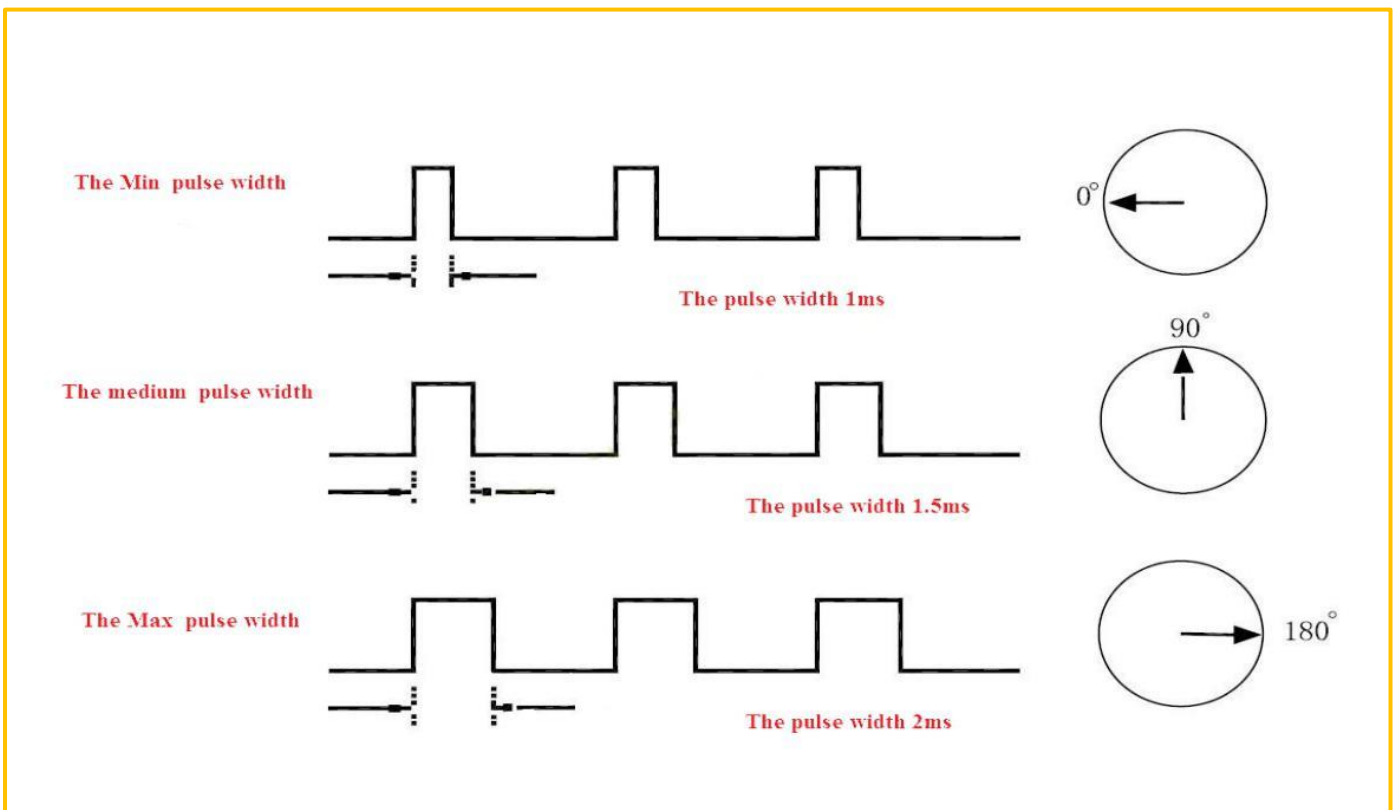 The Min pulse width
0°
The pulse width 1ms
90°
The medium pulse width
The pulse width 1.5ms
The Max pulse width
180°
The pulse width 2ms